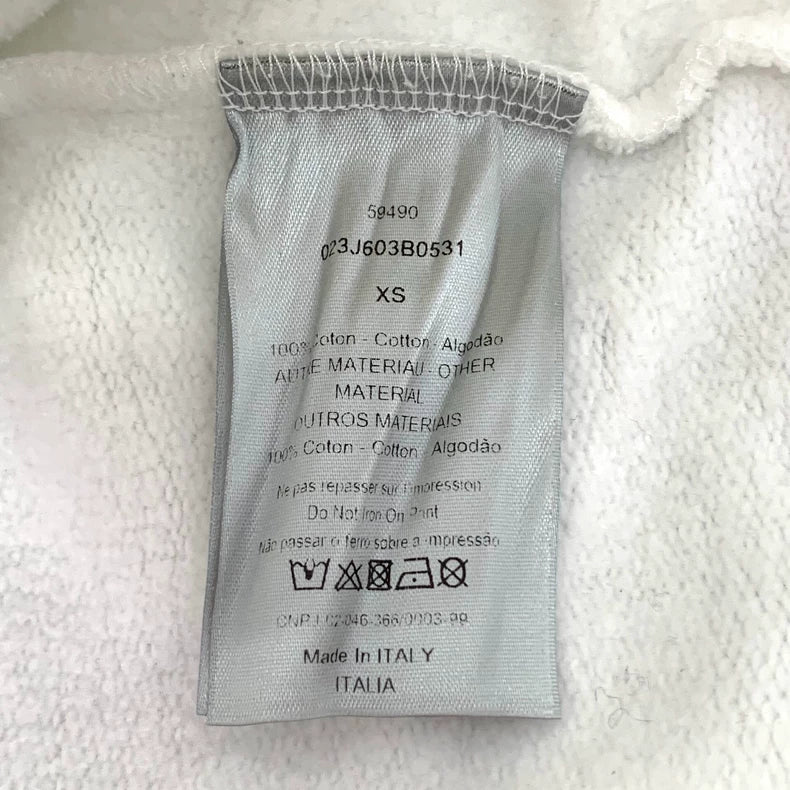 59490
023J603B0531
XS
100% Coton - Cotton - Algodão
AUTRE MATERIAU - OTHER
MATERIAL
OUTROS MATERIAIS
100% Coton - Cotton - Algodão
Ne pas repasser sur l'impression
Do Not Iron On Print
Não passar o ferro sobre a impressão
Made In ITALY
ITALIA